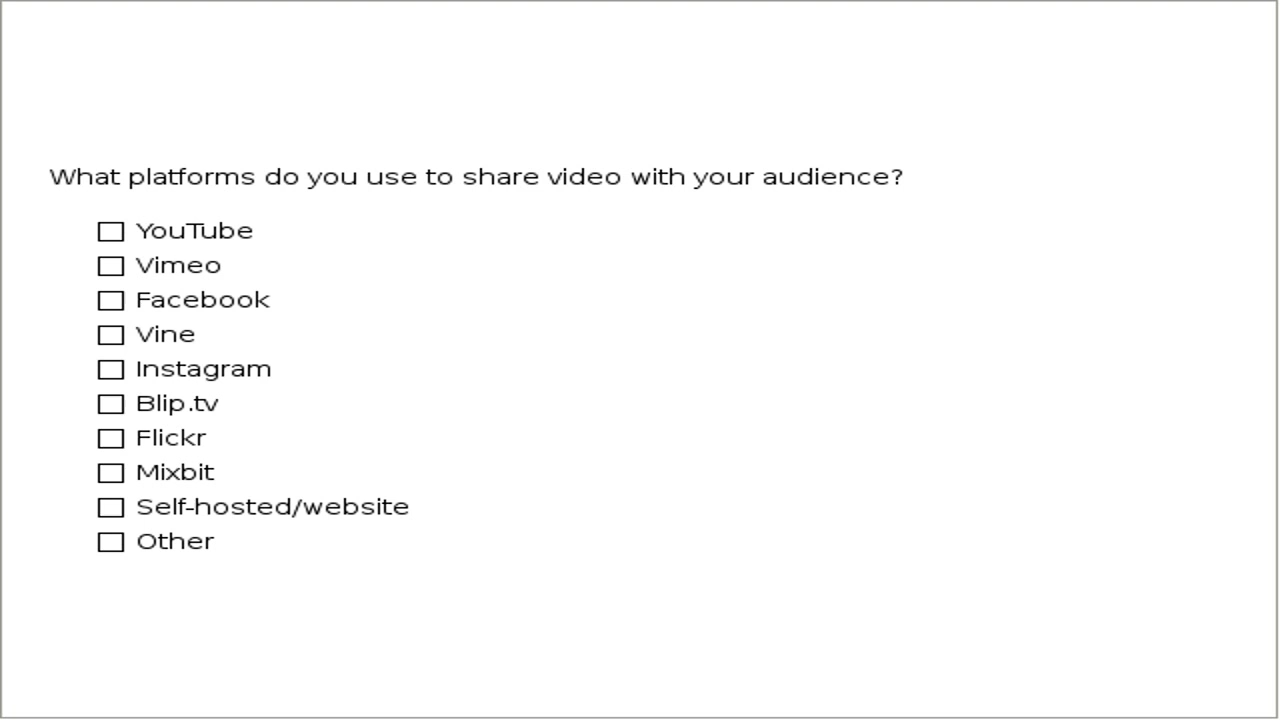 What platforms do you use to share video with your audience?
YouTube
Vimeo
Facebook
Vine
Instagram
Blip.tv
Flickr
Mixbit
Self-hosted/website
Other